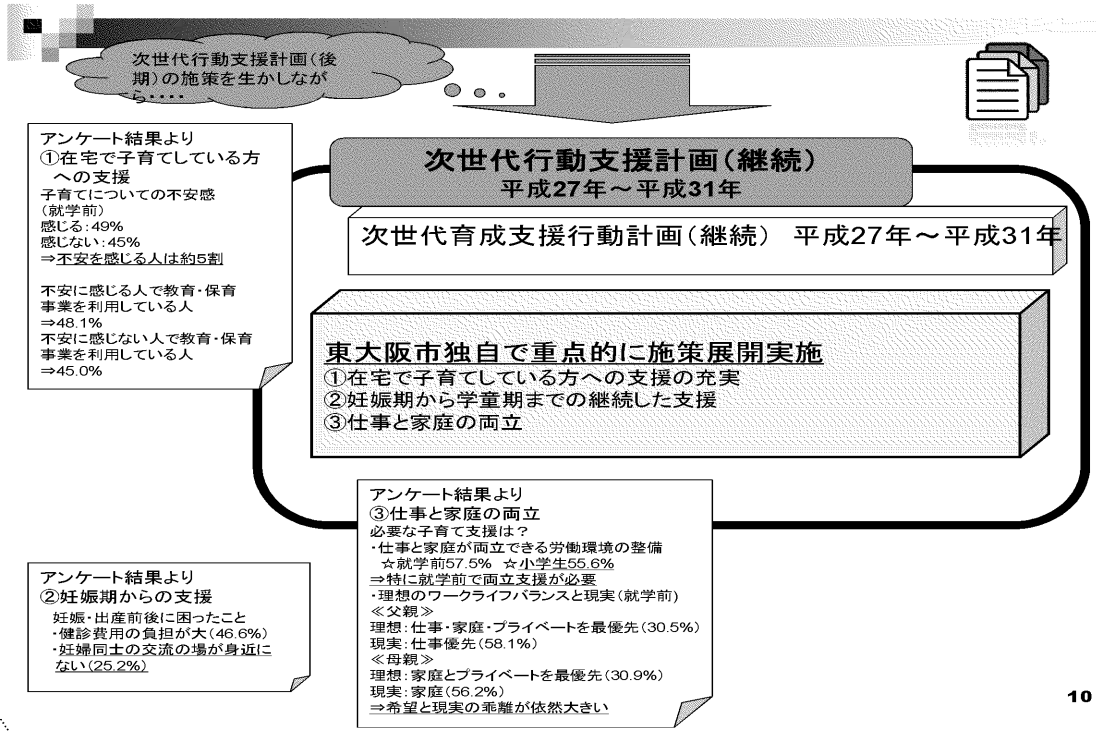 次世代行動支援計画(後
期)の施策を生かしなが
ら・・・・
アンケート結果より
①在宅で子育てしている方
への支援
子育てについての不安感
(就学前)
感じる:49%
感じない:45%
⇒不安を感じる人は約5割
不安に感じる人で教育・保育
事業を利用している人
⇒48.1%
不安に感じない人で教育・保育
事業を利用している人
⇒45.0%
次世代行動支援計画(継続)
平成27年~平成31年
次世代育成支援行動計画(継続) 平成27年~平成31年
東大阪市独自で重点的に施策展開実施
①在宅で子育てしている方への支援の充実
②妊娠期から学童期までの継続した支援
③仕事と家庭の両立
アンケート結果より
②妊娠期からの支援
妊娠・出産前後に困ったこと
・健診費用の負担が大(46.6%)
・妊婦同士の交流の場が身近に
ない(25.2%)
アンケート結果より
③仕事と家庭の両立
必要な子育て支援は?
・仕事と家庭が両立できる労働環境の整備
☆就学前57.5% ☆小学生55.6%
⇒特に就学前で両立支援が必要
・理想のワークライフバランスと現実(就学前)
≪父親≫
理想:仕事・家庭・プライベートを最優先(30.5%)
現実:仕事優先(58.1%)
≪母親≫
理想:家庭とプライベートを最優先(30.9%)
現実:家庭(56.2%)
⇒希望と現実の乖離が依然大きい
10